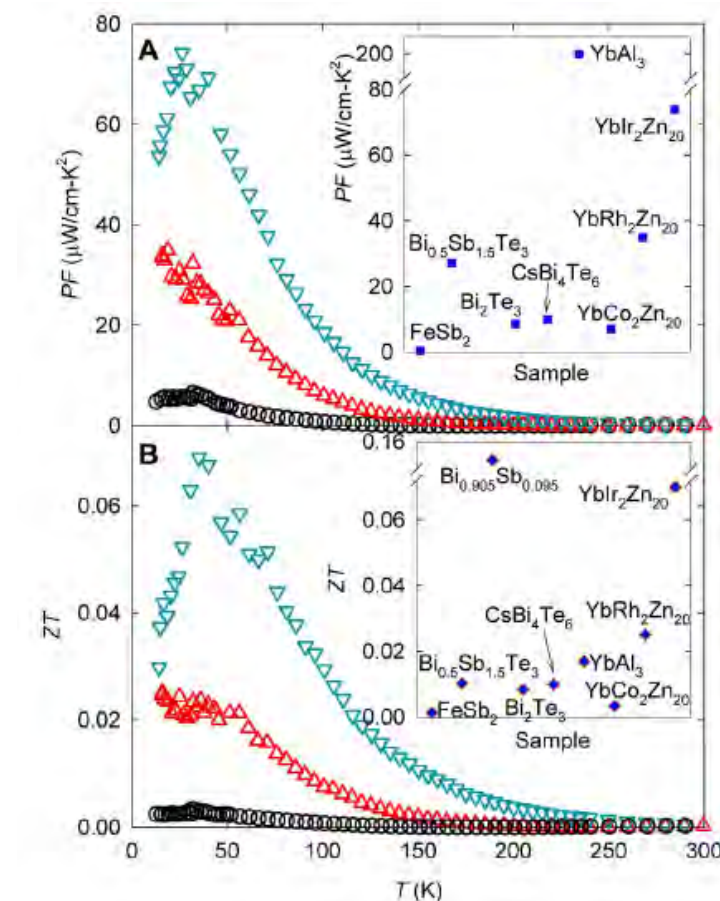 80
60
40
20
0
PF (μW/cm-K²)
A
200
80
60
40
20
0
PF (μW/cm-K²)
YbAl₃
YbIr₂Zn₂₀
YbRh₂Zn₂₀
Bi₀.₅Sb₁.₅Te₃
CsBi₄Te₆
Bi₂Te₃
YbCo₂Zn₂₀
FeSb₂
Sample
B
0.06
0.04
0.02
0.00
ZT
0.16
0.06
0.04
0.02
0.00
ZT
Bi₀.₉₀₅Sb₀.₀₉₅
YbIr₂Zn₂₀
CsBi₄Te₆
YbRh₂Zn₂₀
Bi₀.₅Sb₁.₅Te₃
YbAl₃
YbCo₂Zn₂₀
FeSb₂
Bi₂Te₃
Sample
0 50 100 150 200 250 300
T (K)